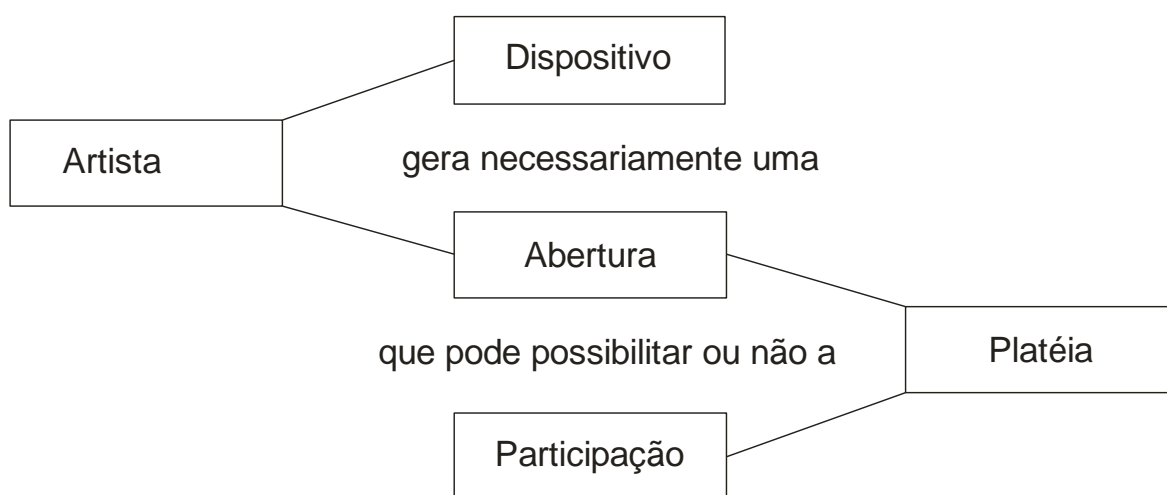 Dispositivo
Artista
gera necessariamente uma
Abertura
que pode possibilitar ou não a
Platéia
Participação